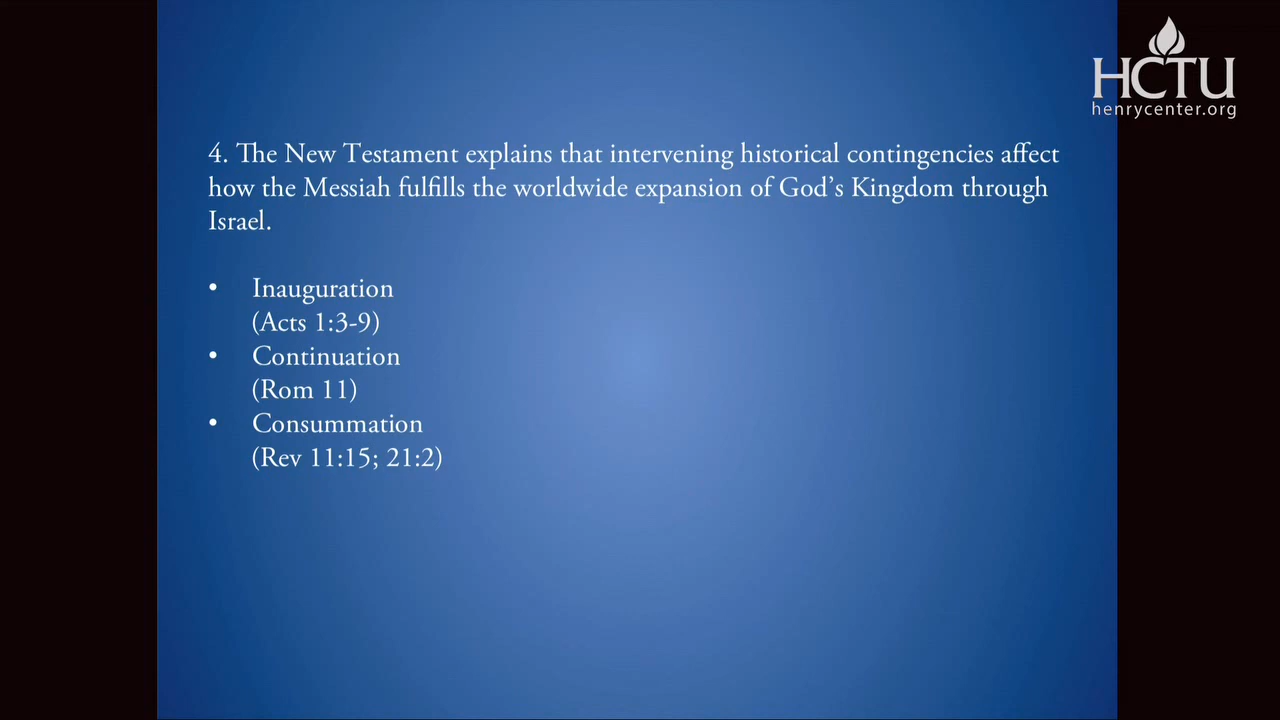 HCTU
henrycenter.org
4. The New Testament explains that intervening historical contingencies affect
how the Messiah fulfills the worldwide expansion of God’s Kingdom through
Israel.
• Inauguration
(Acts 1:3-9)
• Continuation
(Rom 11)
• Consummation
(Rev 11:15; 21:2)